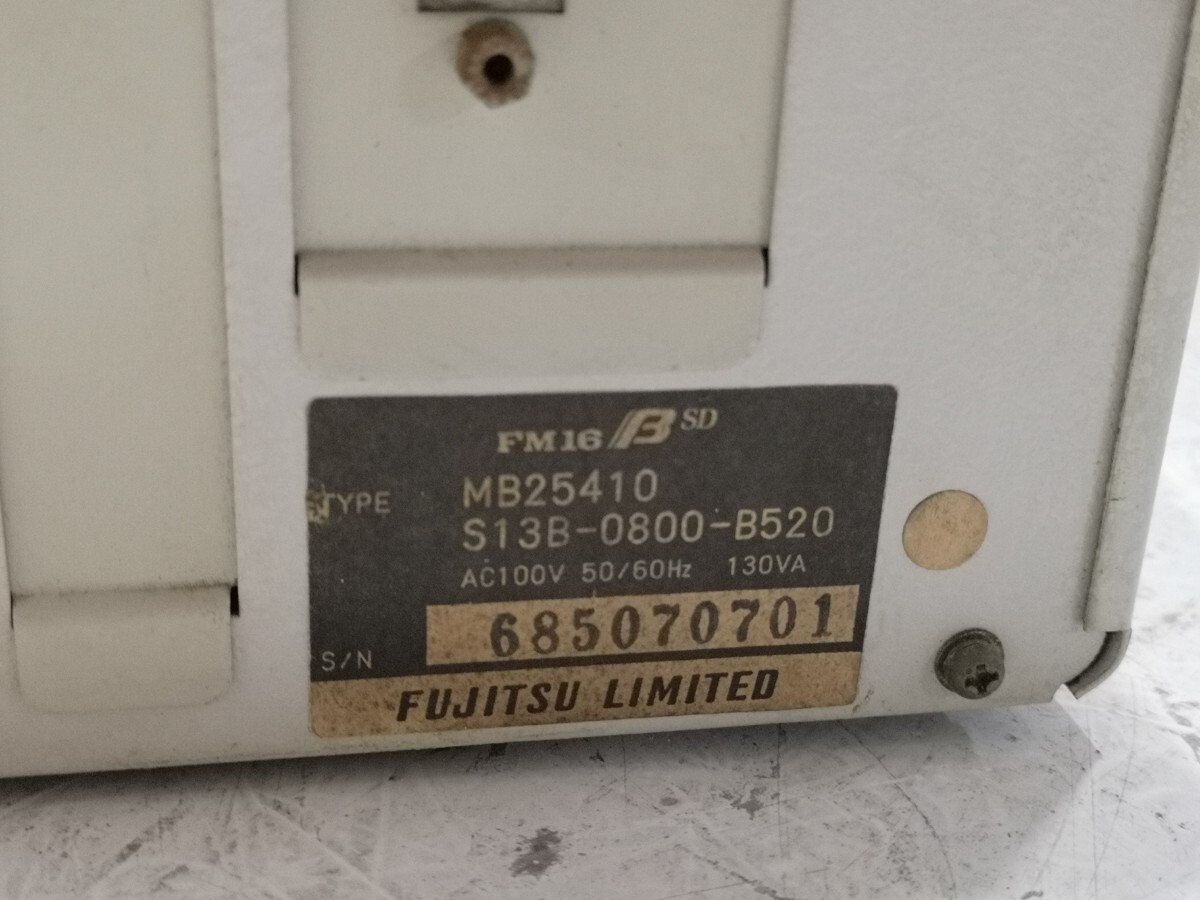 FM16 β SD
TYPE MB25410
S13B-0800-B520
AC100V 50/60Hz 130VA
S/N 685070701
FUJITSU LIMITED